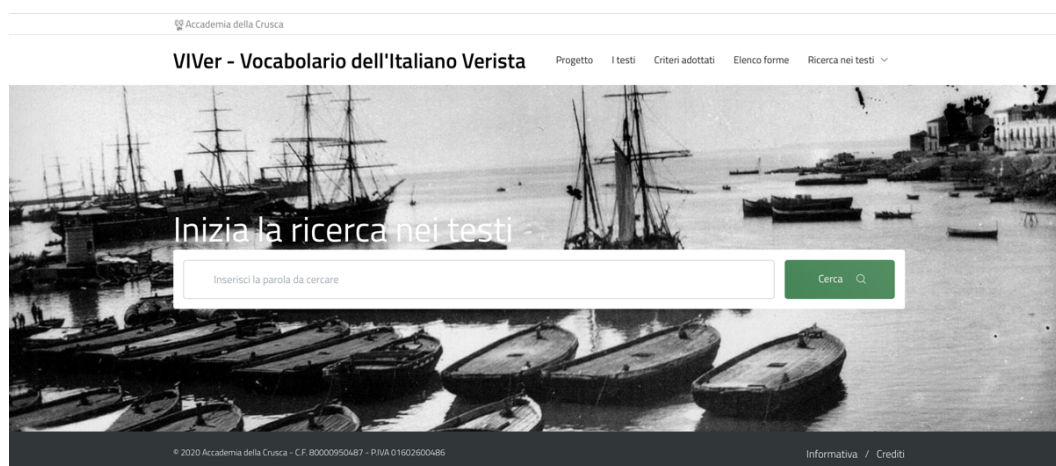 Accademia della Crusca
VIVer - Vocabolario dell'Italiano Verista
Progetto I testi Criteri adottati Elenco forme Ricerca nei testi
Inizia la ricerca nei testi
Inserisci la parola da cercare
Cerca
© 2020 Accademia della Crusca - C.F. 80000950487 - P.IVA 01602600486
Informativa / Crediti